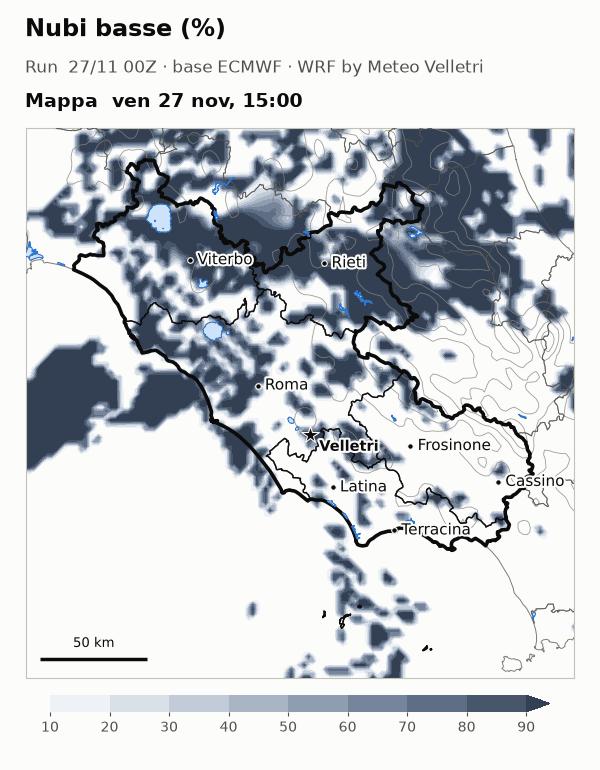 Nubi basse (%)
Run  27/11 00Z · base ECMWF · WRF by Meteo Velletri
Mappa  ven 27 nov, 15:00
Viterbo
Rieti
Roma
Velletri
Frosinone
Cassino
Latina
Terracina
50 km
10 20 30 40 50 60 70 80 90